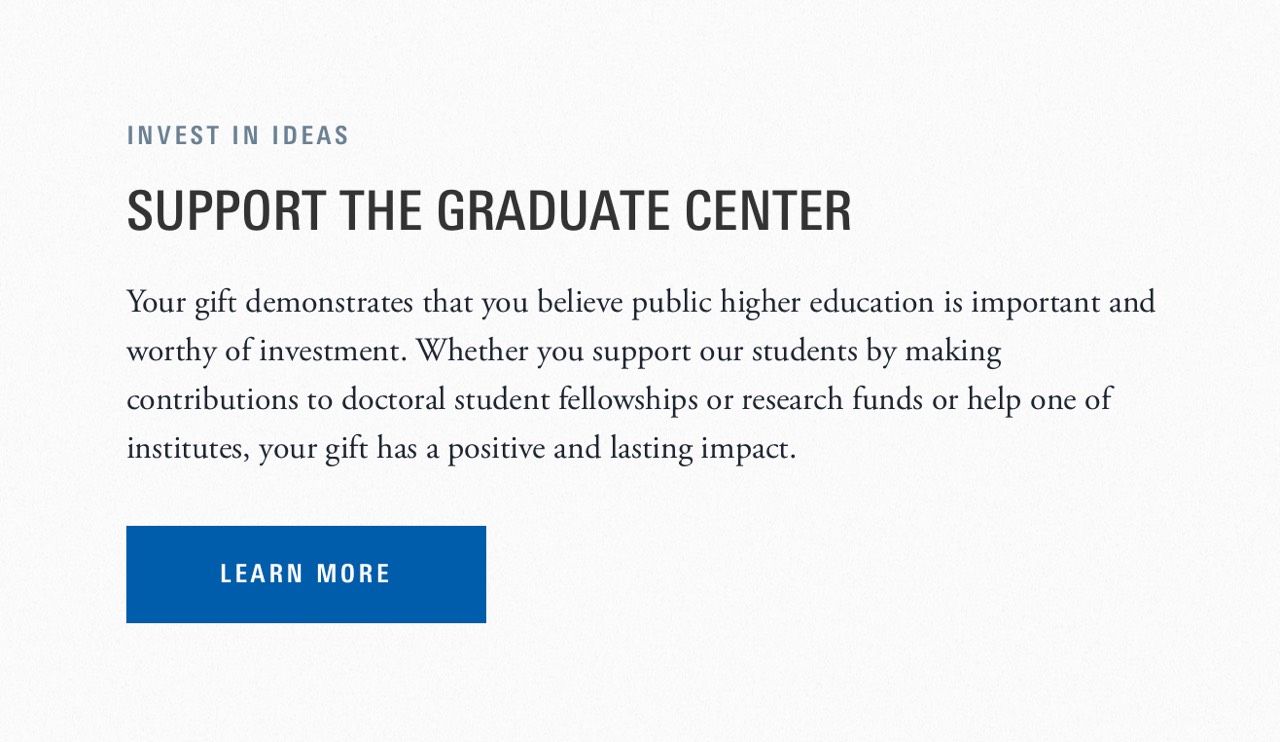 INVEST IN IDEAS
SUPPORT THE GRADUATE CENTER
Your gift demonstrates that you believe public higher education is important and
worthy of investment. Whether you support our students by making
contributions to doctoral student fellowships or research funds or help one of
institutes, your gift has a positive and lasting impact.
LEARN MORE